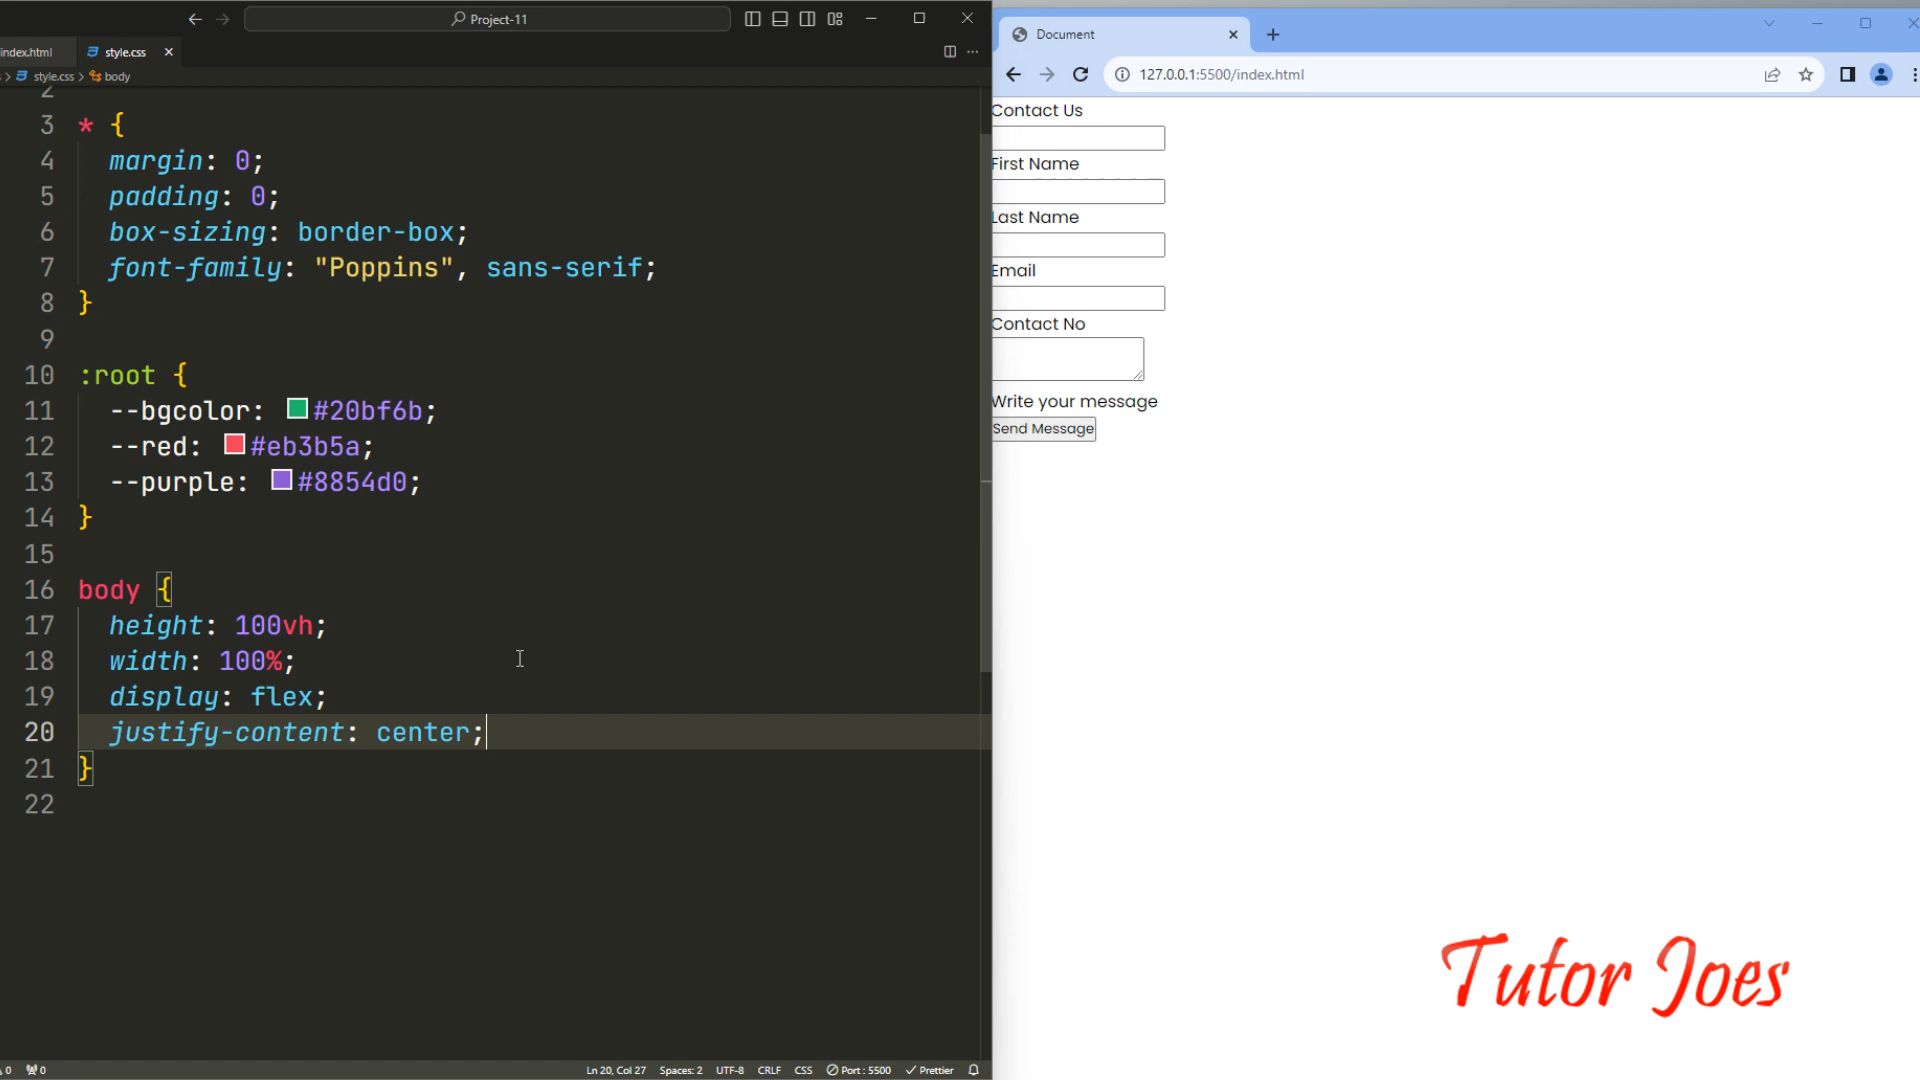 Project-11
index.html
style.css
style.css > body
2
3 * {
4 margin: 0;
5 padding: 0;
6 box-sizing: border-box;
7 font-family: "Poppins", sans-serif;
8 }
9
10 :root {
11 --bgcolor: #20bf6b;
12 --red: #eb3b5a;
13 --purple: #8854d0;
14 }
15
16 body {
17 height: 100vh;
18 width: 100%;
19 display: flex;
20 justify-content: center;
21 }
22
0
0
Ln 20, Col 27
Spaces: 2
UTF-8
CRLF
CSS
Port : 5500
Prettier
Document
127.0.0.1:5500/index.html
Contact Us
First Name
Last Name
Email
Contact No
Write your message
Send Message
Tutor Joes